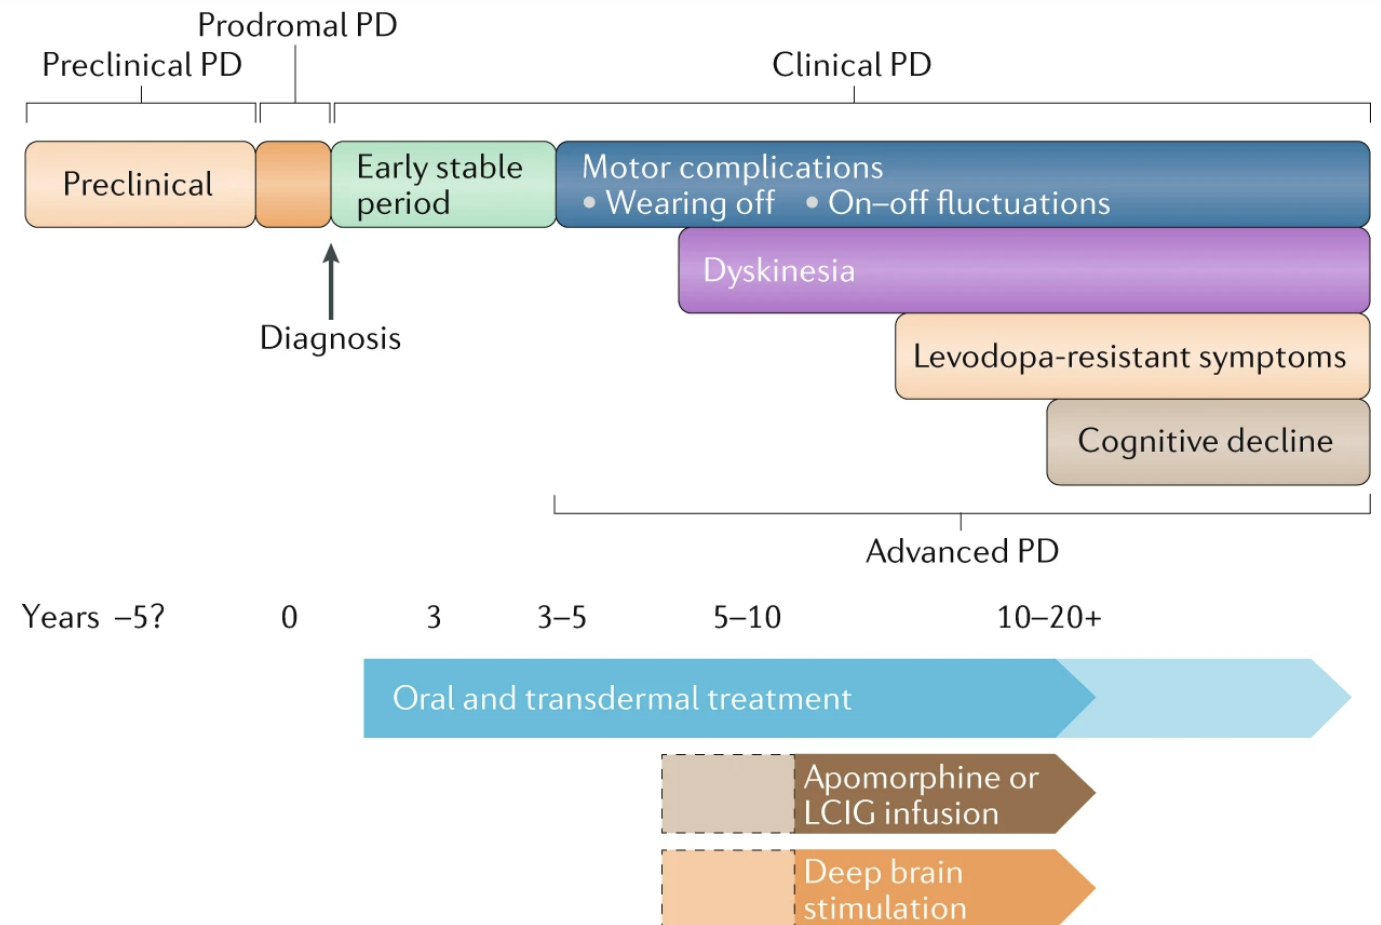 Prodromal PD
Preclinical PD
Clinical PD
Preclinical
Early stable
period
Motor complications
• Wearing off • On–off fluctuations
Dyskinesia
Diagnosis
Levodopa-resistant symptoms
Cognitive decline
Advanced PD
Years –5? 0 3 3–5 5–10 10–20+
Oral and transdermal treatment
Apomorphine or
LCIG infusion
Deep brain
stimulation